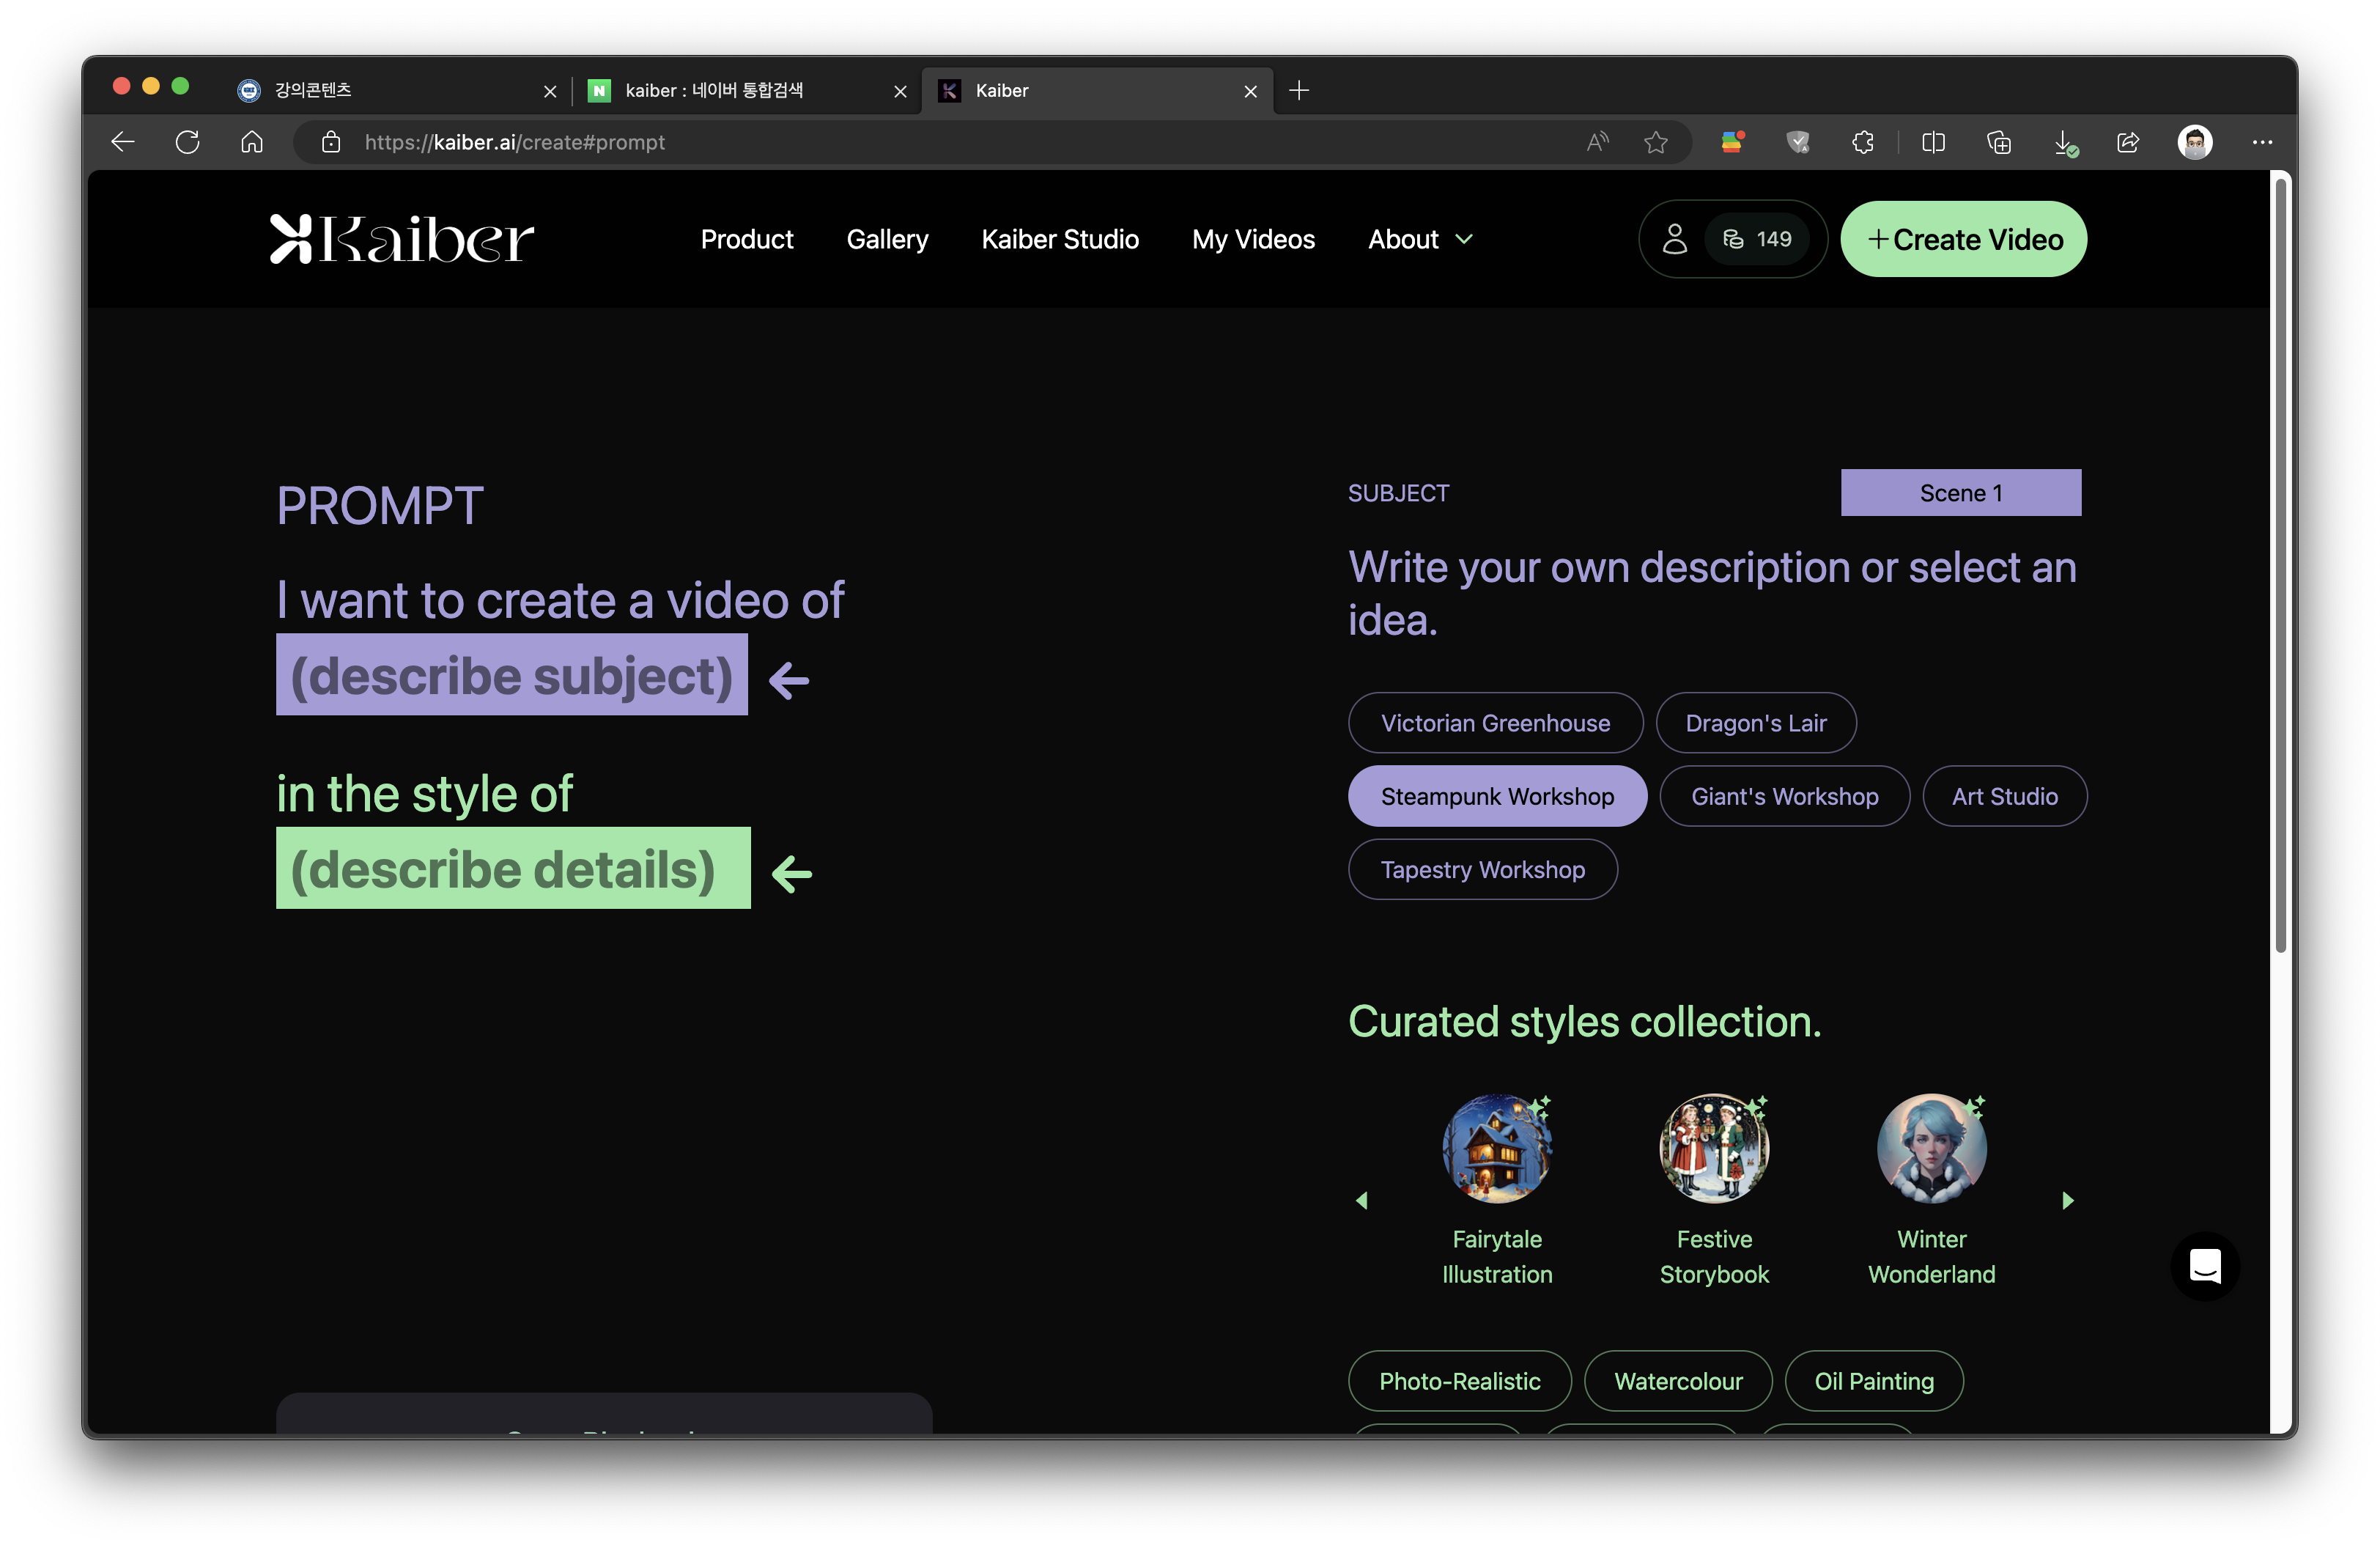 강의콘텐츠
kaiber : 네이버 통합검색
Kaiber
https://kaiber.ai/create#prompt
Kaiber
Product
Gallery
Kaiber Studio
My Videos
About
149
+Create Video
PROMPT
I want to create a video of
(describe subject)
in the style of
(describe details)
SUBJECT
Scene 1
Write your own description or select an
idea.
Victorian Greenhouse
Dragon's Lair
Steampunk Workshop
Giant's Workshop
Art Studio
Tapestry Workshop
Curated styles collection.
Fairytale
Illustration
Festive
Storybook
Winter
Wonderland
Photo-Realistic
Watercolour
Oil Painting